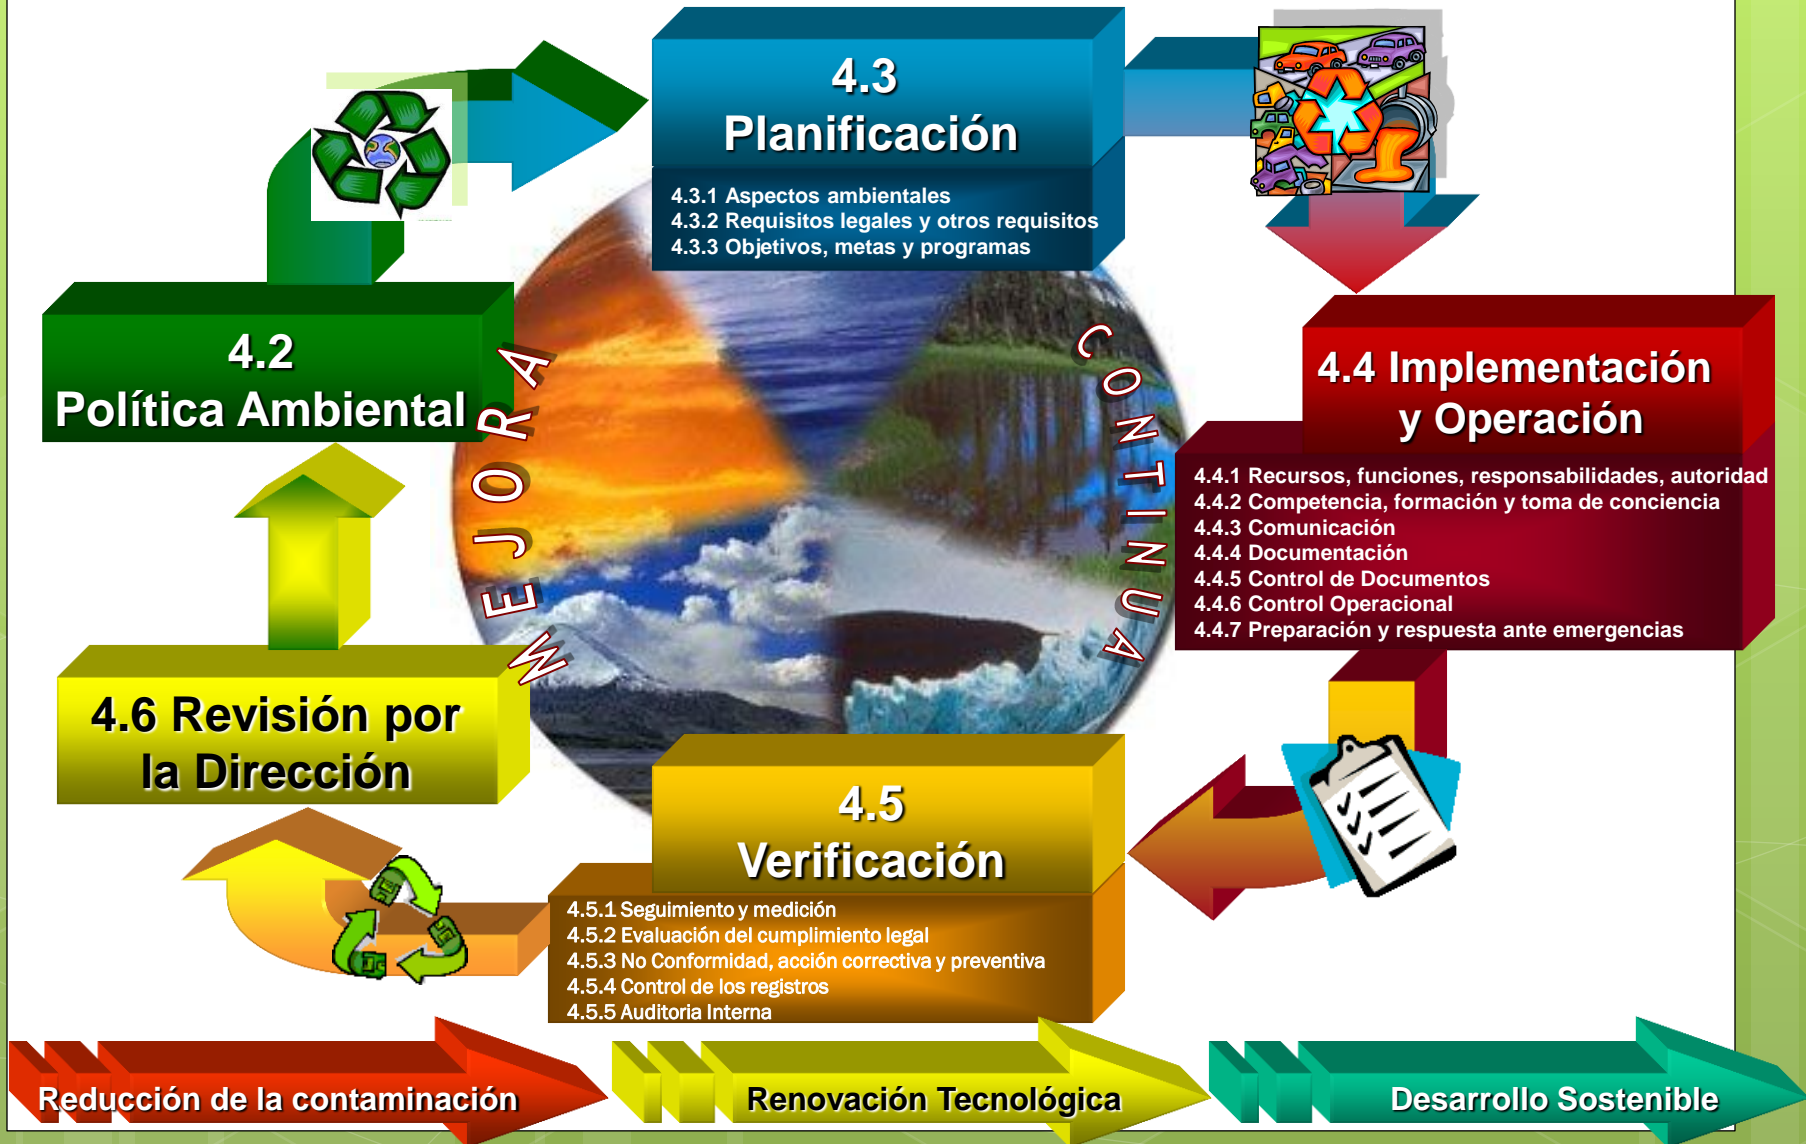 4.3
Planificación
4.3.1 Aspectos ambientales
4.3.2 Requisitos legales y otros requisitos
4.3.3 Objetivos, metas y programas
4.2
Política Ambiental
MEJORA
CONTINUA
4.4 Implementación
y Operación
4.4.1 Recursos, funciones, responsabilidades, autoridad
4.4.2 Competencia, formación y toma de conciencia
4.4.3 Comunicación
4.4.4 Documentación
4.4.5 Control de Documentos
4.4.6 Control Operacional
4.4.7 Preparación y respuesta ante emergencias
4.6 Revisión por
la Dirección
4.5
Verificación
4.5.1 Seguimiento y medición
4.5.2 Evaluación del cumplimiento legal
4.5.3 No Conformidad, acción correctiva y preventiva
4.5.4 Control de los registros
4.5.5 Auditoria Interna
Reducción de la contaminación
Renovación Tecnológica
Desarrollo Sostenible